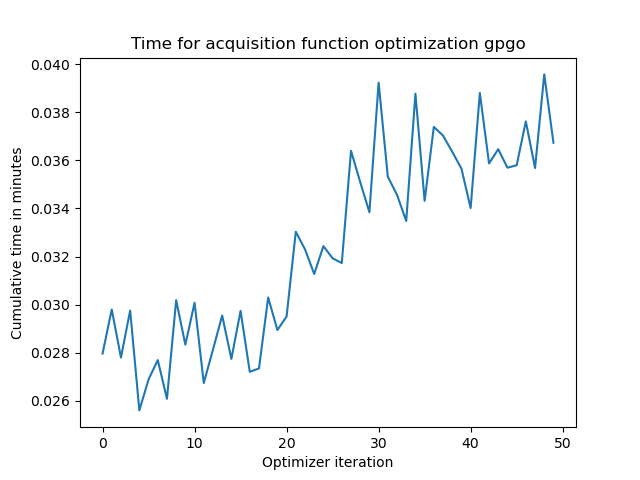 Time for acquisition function optimization gpgo
0.040
0.038
0.036
0.034
0.032
0.030
0.028
0.026
Cumulative time in minutes
0 10 20 30 40 50
Optimizer iteration